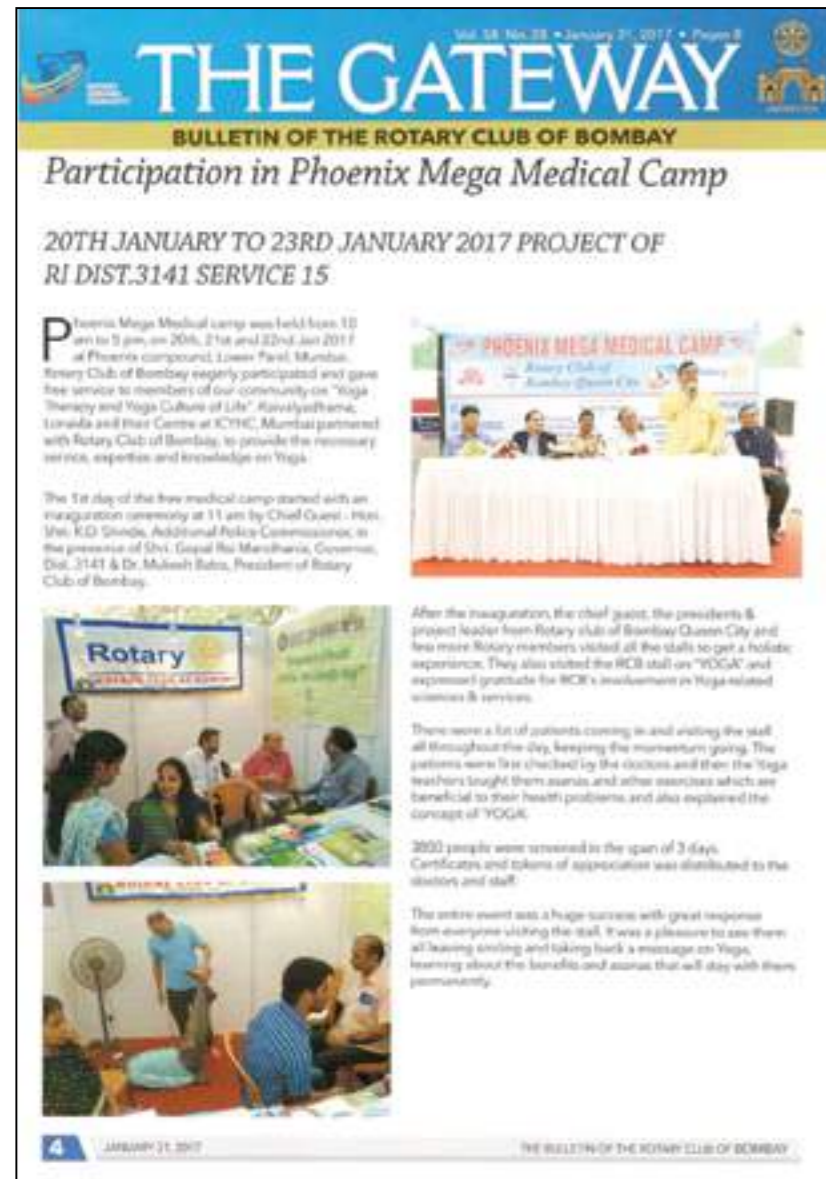 Vol. 58 No. 28 • January 31, 2017 • Pages 8
THE GATEWAY
BULLETIN OF THE ROTARY CLUB OF BOMBAY
Participation in Phoenix Mega Medical Camp
20TH JANUARY TO 23RD JANUARY 2017 PROJECT OF
RI DIST.3141 SERVICE 15
Phoenix Mega Medical camp was held from 10
am to 5 pm, on 20th, 21st and 22nd Jan 2017
at Phoenix compound, Lower Parel, Mumbai.
Rotary Club of Bombay eagerly participated and gave
free service to members of our community on "Yoga
Therapy and Yoga Culture of Life". Kaivalyadhama,
Lonavla and their Centre at ICYHC, Mumbai partnered
with Rotary Club of Bombay, to provide the necessary
service, expertise and knowledge on Yoga.
The 1st day of the free medical camp started with an
inauguration ceremony at 11 am by Chief Guest - Hon.
Shri. K.D. Shinde, Additional Police Commissioner, in
the presence of Shri. Gopal Rai Mandhania, Governor,
Dist. 3141 & Dr. Mukesh Batra, President of Rotary
Club of Bombay.
PHOENIX MEGA MEDICAL CAMP
Rotary Club of
Bombay Queen City
Rotary
After the inauguration, the chief guest, the presidents &
project leader from Rotary club of Bombay Queen City and
few more Rotary members visited all the stalls to get a holistic
experience. They also visited the RCB stall on "YOGA" and
expressed gratitude for RCB's involvement in Yoga related
sciences & services.
There were a lot of patients coming in and visiting the stall
all throughout the day, keeping the momentum going. The
patients were first checked by the doctors and then the Yoga
teachers taught them asanas and other exercises which are
beneficial to their health problems and also explained the
concept of 'YOGA'.
3800 people were screened in the span of 3 days.
Certificates and tokens of appreciation was distributed to the
doctors and staff.
The entire event was a huge success with great response
from everyone visiting the stall. It was a pleasure to see them
all leaving smiling and taking back a message on Yoga,
learning about the benefits and asanas that will stay with them
permanently.
4 JANUARY 31, 2017 THE BULLETIN OF THE ROTARY CLUB OF BOMBAY